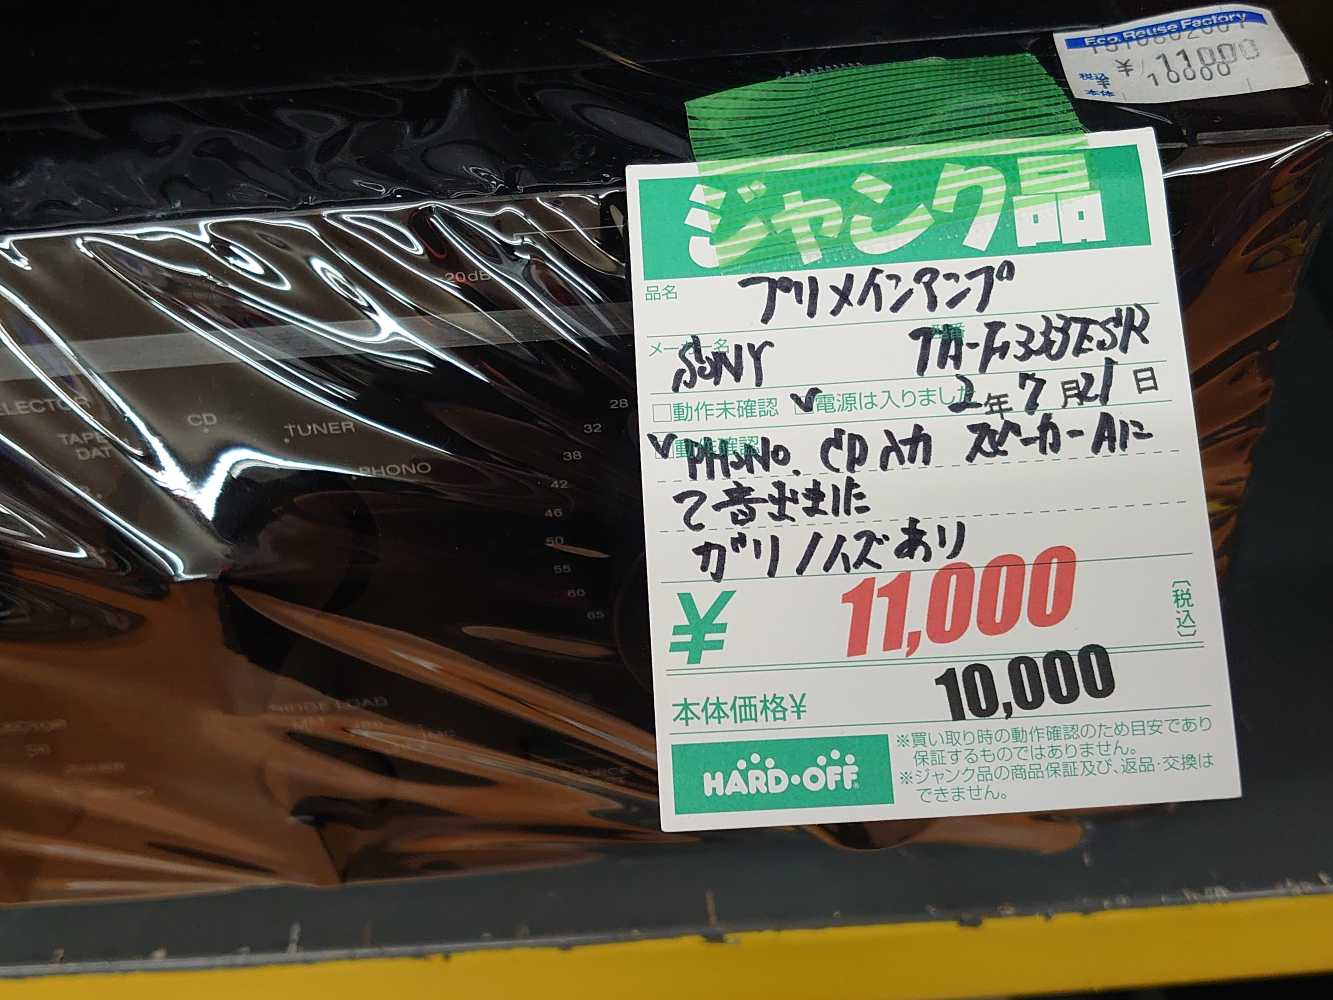 Eco Reuse Factory
税込 ¥ 11000
本体 ¥ 10000
ジャンク品
品名 プリメインアンプ
メーカー名 SONY TA-F333ESR
□動作未確認 ✓□電源は入りました 2年7月21日
✓
PHONO. CD入力 スピーカーAに
て音出ました
ガリノイズあり
¥ 11,000 〔税込〕
本体価格¥ 10,000
HARD・OFF
※買い取り時の動作確認のため目安であり
保証するものではありません。
※ジャンク品の商品保証及び、返品・交換は
できません。
20dB
CD
TUNER
TAPE
DAT
PHONO
28
32
38
42
46
50
55
60
65